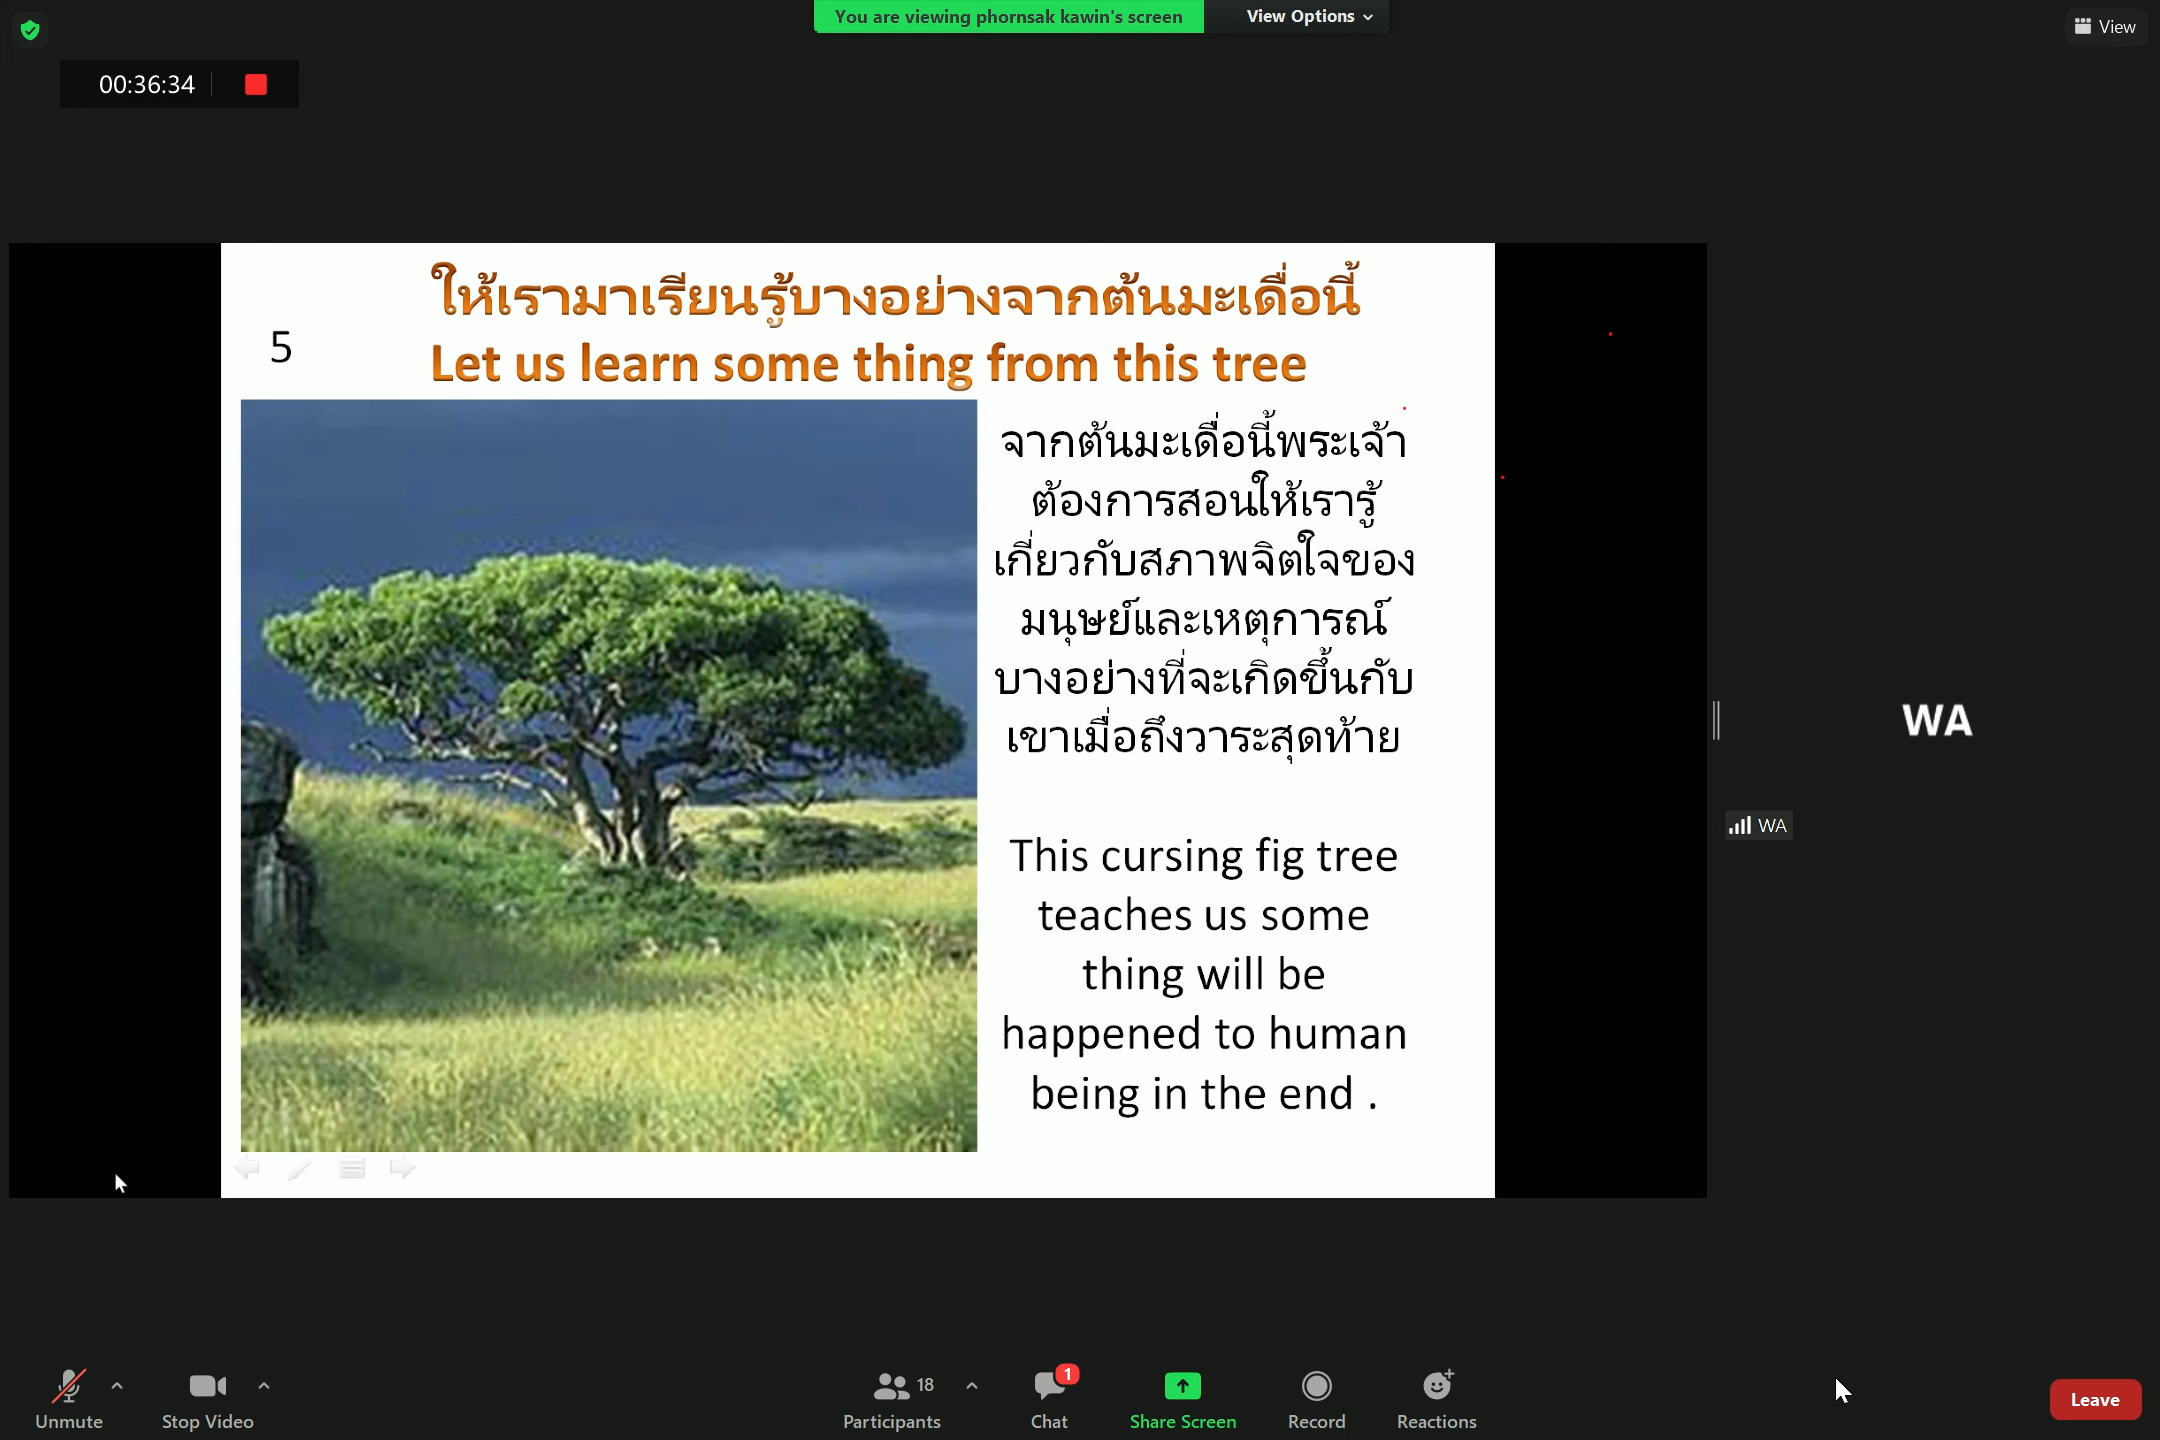 You are viewing phornsak kawin's screen
View Options
View
00:36:34
ให้เรามาเรียนรู้บางอย่างจากต้นมะเดื่อนี้
5
Let us learn some thing from this tree
จากต้นมะเดื่อนี้พระเจ้า
ต้องการสอนให้เรารู้
เกี่ยวกับสภาพจิตใจของ
มนุษย์และเหตุการณ์
บางอย่างที่จะเกิดขึ้นกับ
เขาเมื่อถึงวาระสุดท้าย
This cursing fig tree
teaches us some
thing will be
happened to human
being in the end .
WA
WA
Unmute
Stop Video
18
Participants
1
Chat
Share Screen
Record
Reactions
Leave